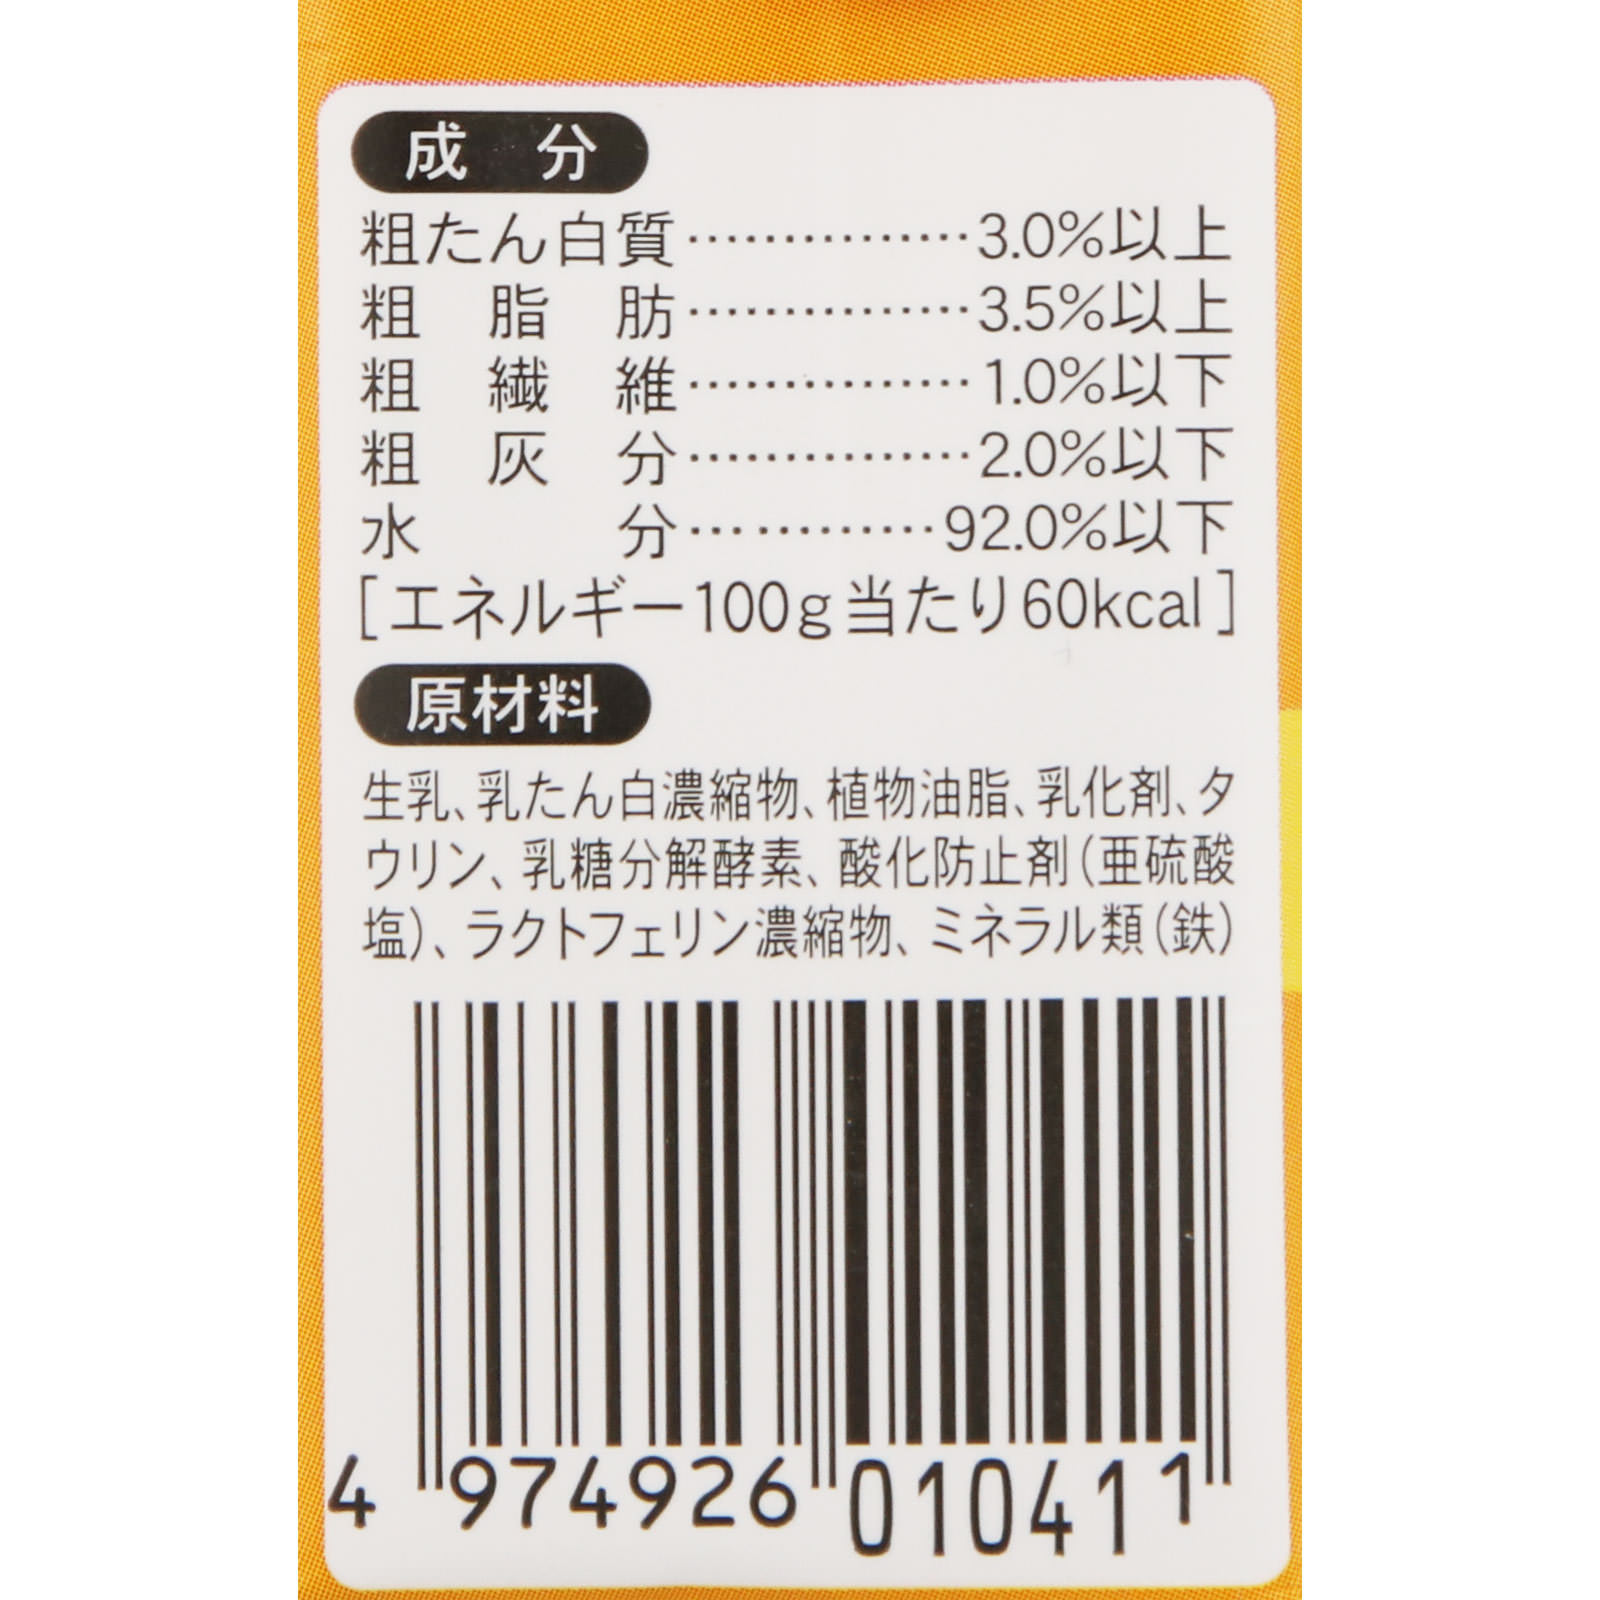 成 分
粗たん白質…………… 3.0%以上
粗脂肪…………… 3.5%以上
粗繊維…………… 1.0%以下
粗灰分…………… 2.0%以下
水分………… 92.0%以下
[エネルギー100g当たり60kcal]
原材料
生乳、乳たん白濃縮物、植物油脂、乳化剤、タ
ウリン、乳糖分解酵素、酸化防止剤(亜硫酸
塩)、ラクトフェリン濃縮物、ミネラル類(鉄)
4 974926 010411